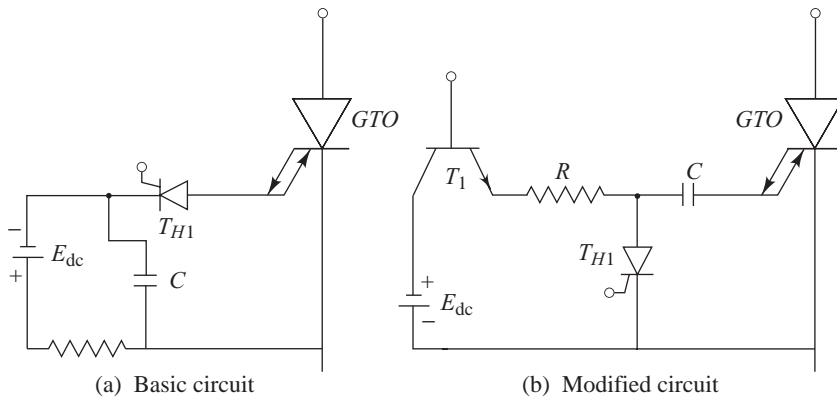 GTO
T_H1
−
E_dc
+
C
(a) Basic circuit
GTO
T_1
R
C
T_H1
+
E_dc
−
(b) Modified circuit